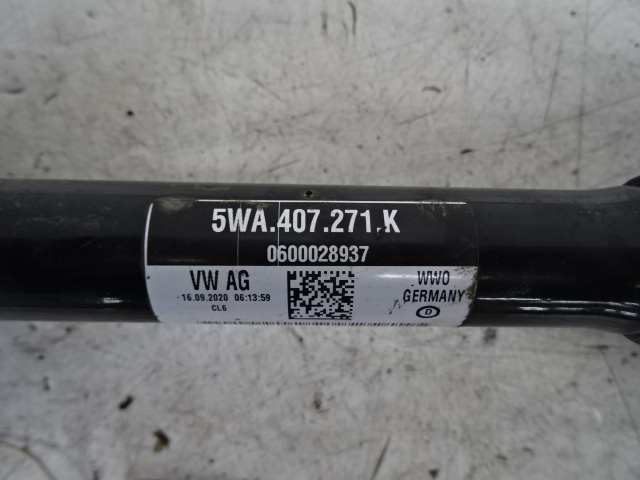 5WA.407.271.K
0600028937
VW AG
16.09.2020 06:13:59
CL6
WWO
GERMANY
D